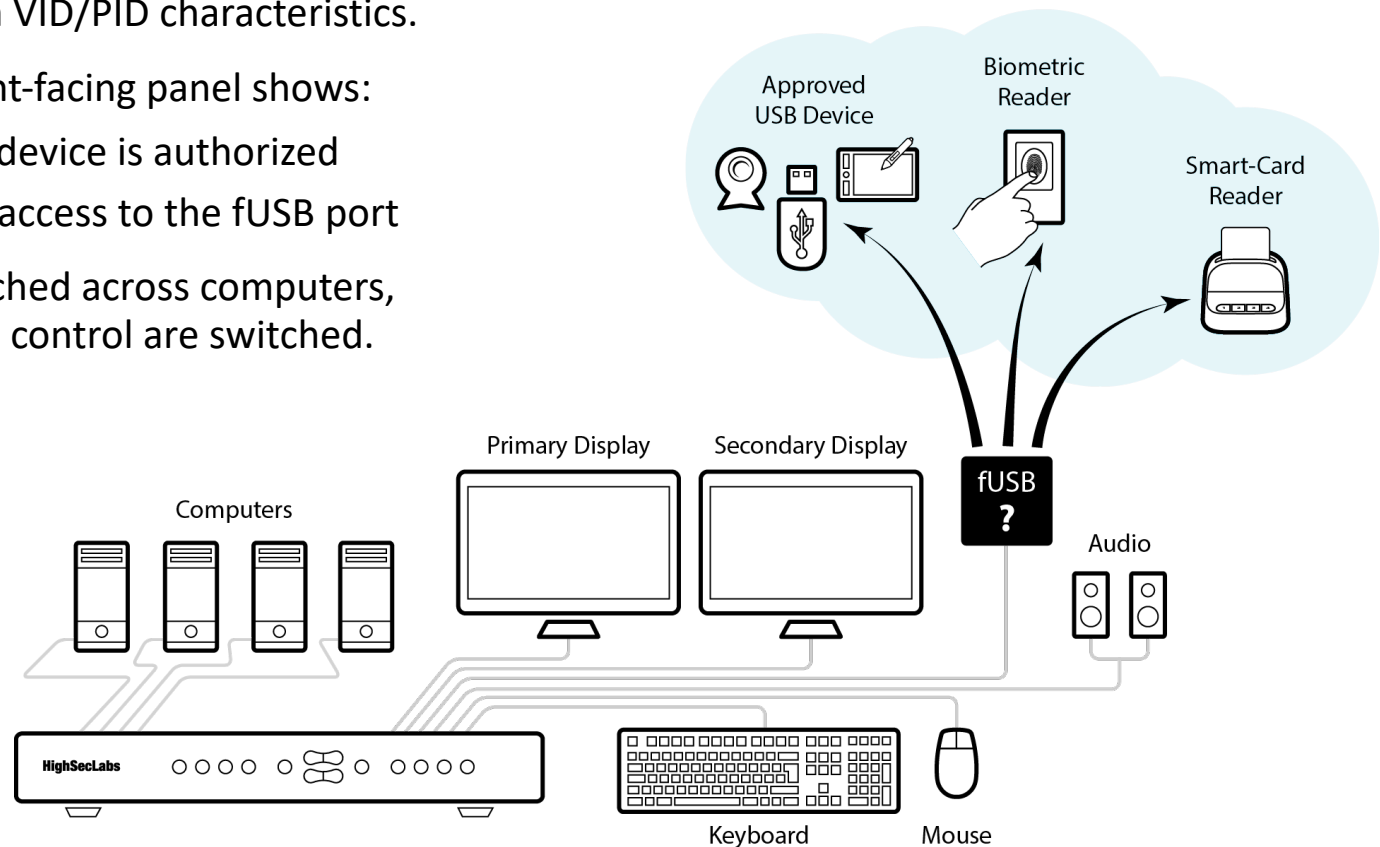 VID/PID characteristics.
nt-facing panel shows:
device is authorized
access to the fUSB port
ched across computers,
control are switched.
Approved
USB Device
Biometric
Reader
Smart-Card
Reader
Primary Display
Secondary Display
fUSB
?
Computers
Audio
HighSecLabs
Keyboard
Mouse